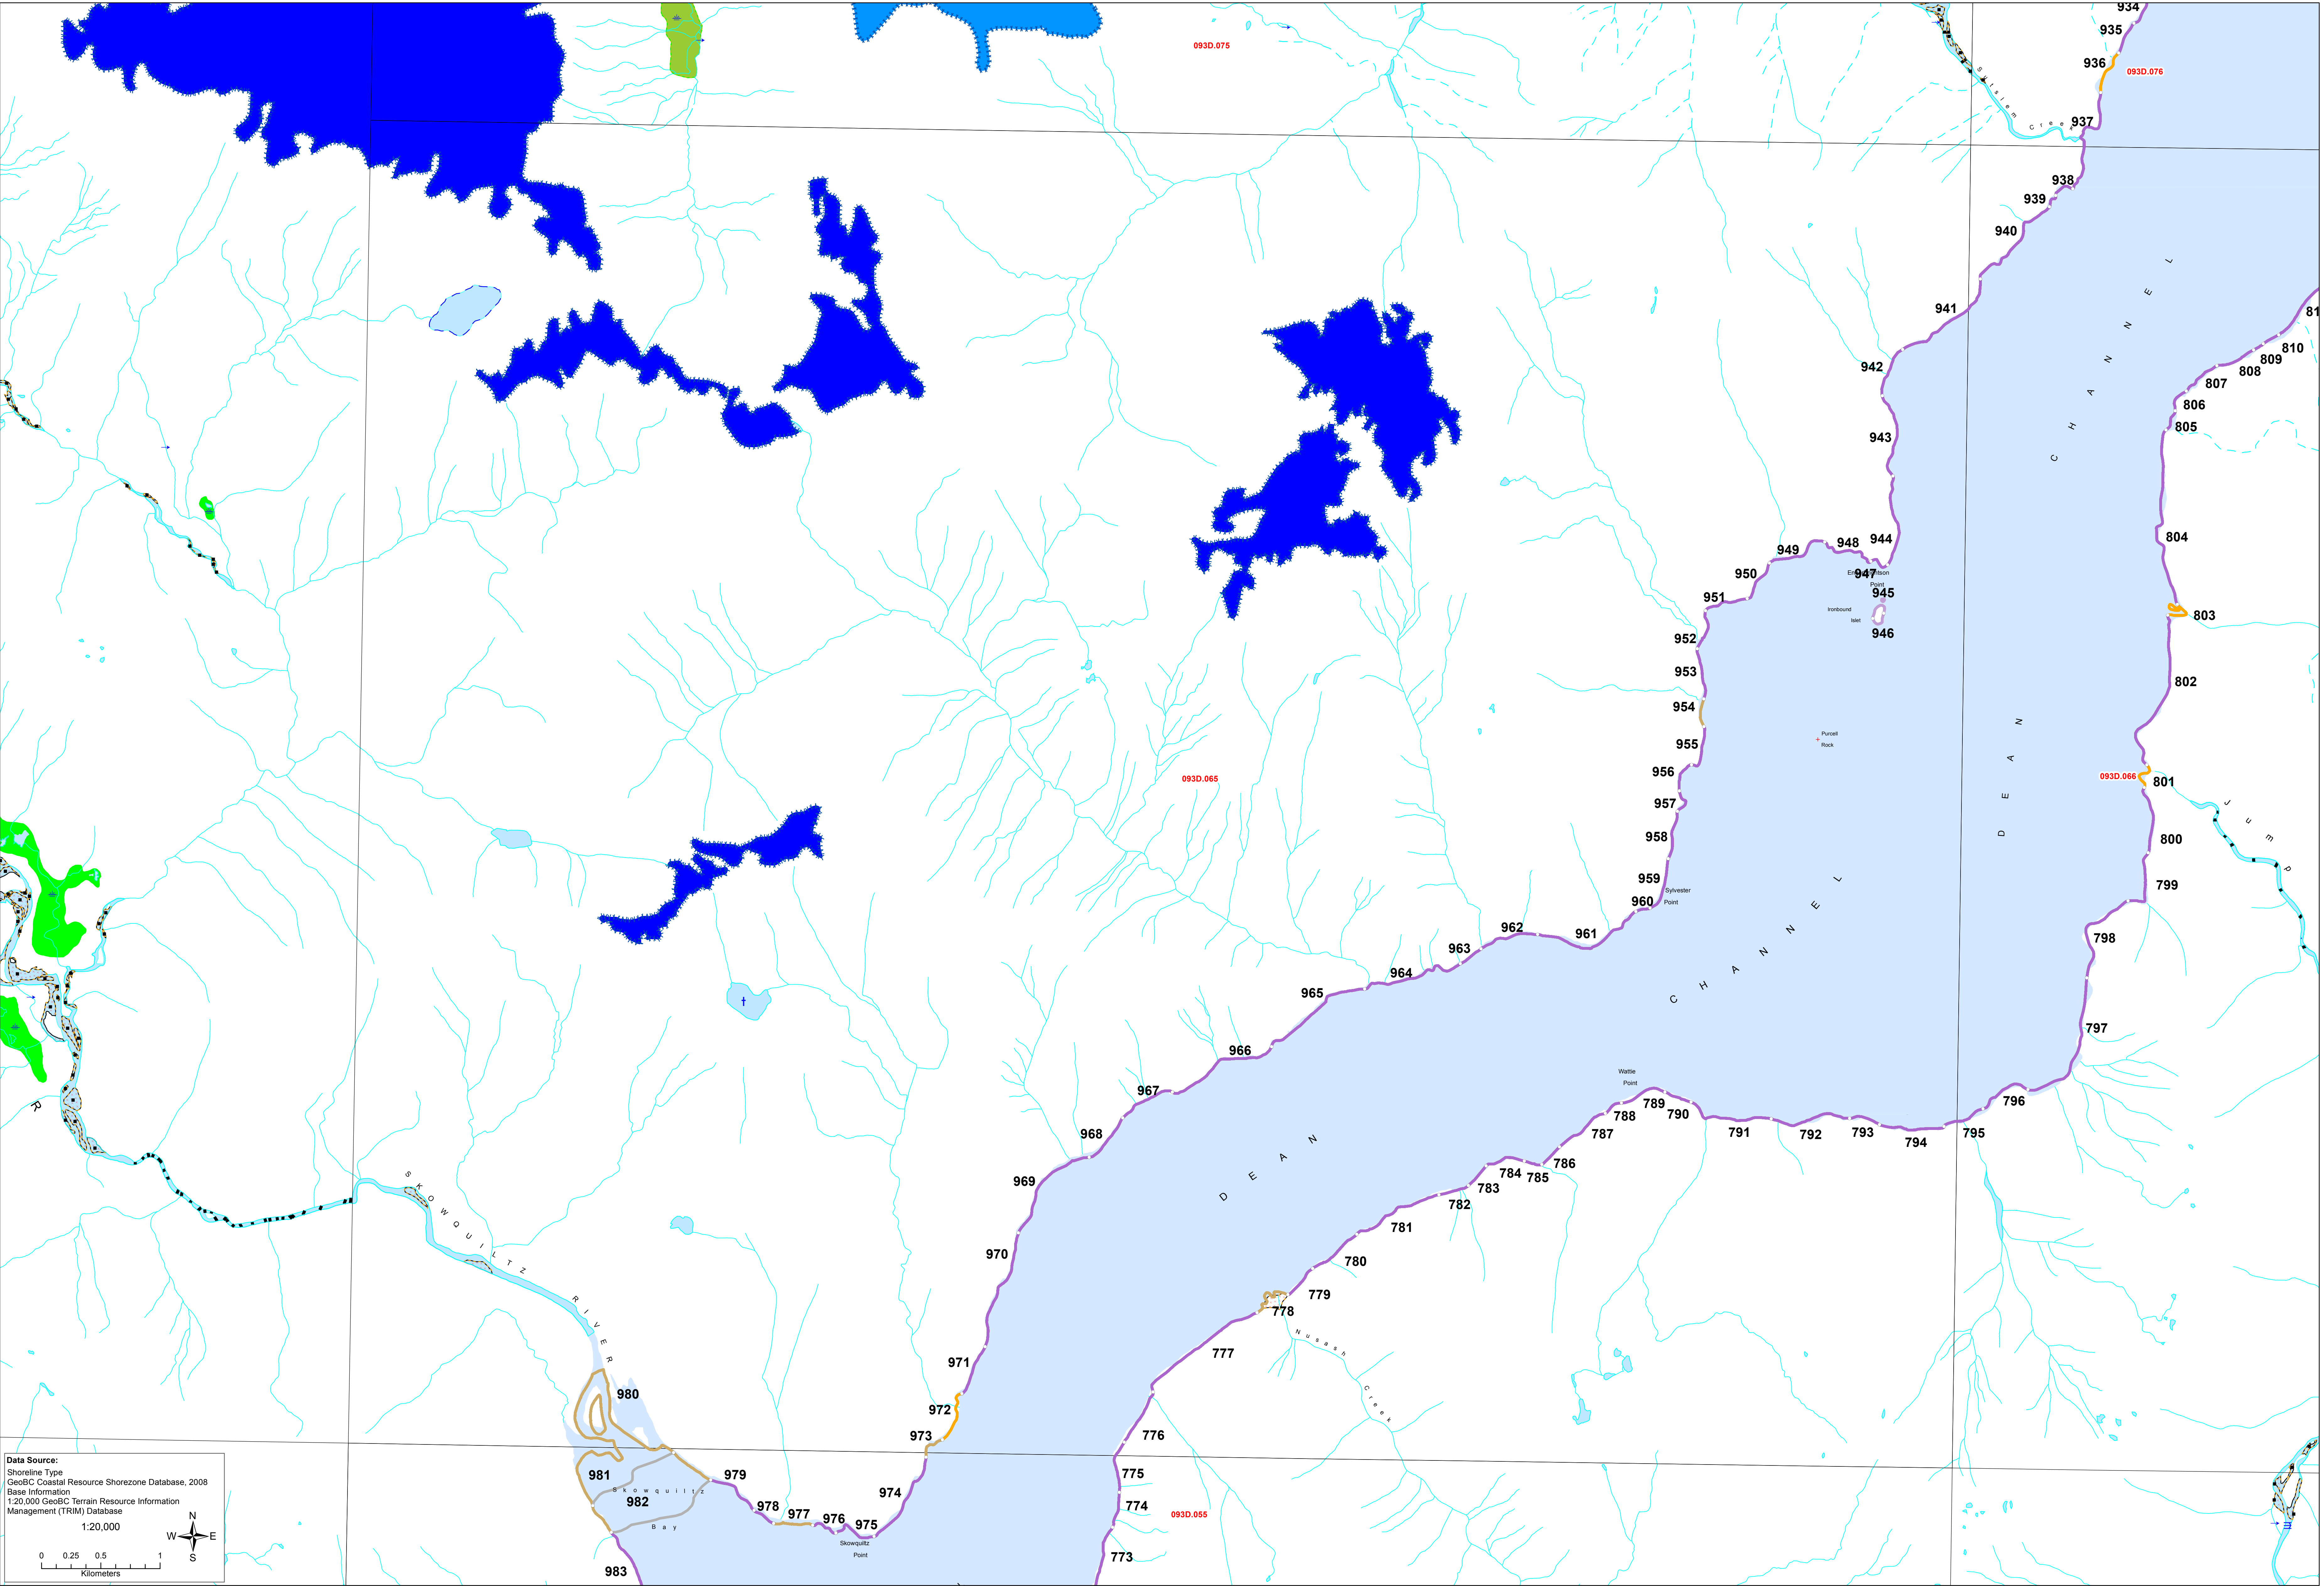 934
935
093D.075
936
093D.076
Sutslem
Creek
937
938
939
940
CHANNEL
941
81
810
809
808
942
807
806
805
943
944
948
949
804
950
947
Point
945
951
Ironbound
Islet
803
946
952
953
802
954
DEAN
Purcell
Rock
955
956
093D.065
093D.066
801
957
Jump
958
800
959
799
Sylvester
Point
960
CHANNEL
962
961
798
963
964
965
797
966
Wattie
Point
967
R
789
788
790
796
787
791
792
793
794
795
968
DEAN
786
784
785
969
783
782
SKOWQUILTZ
781
970
780
779
778
RIVER
Nusash
Creek
777
971
980
972
973
776
981
979
775
Skowquiltz
982
974
774
978
977
976
975
093D.055
Bay
Skowquiltz
Point
773
983
Data Source:
Shoreline Type
GeoBC Coastal Resource Shorezone Database, 2008
Base Information
1:20,000 GeoBC Terrain Resource Information
Management (TRIM) Database
1:20,000
N
W E
S
0 0.25 0.5 1
Kilometers